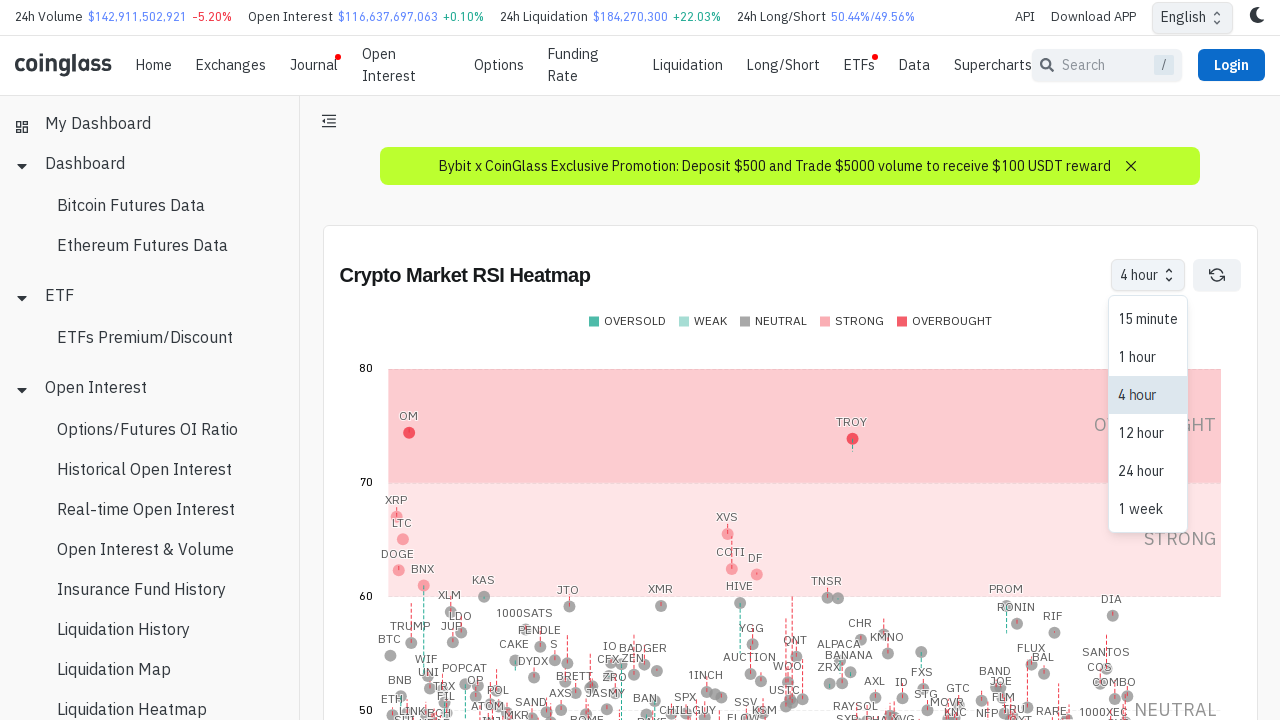 24h Volume $142,911,502,921 -5.20% Open Interest $116,637,697,063 +0.10% 24h Liquidation $184,270,300 +22.03% 24h Long/Short 50.44%/49.56% API Download APP English
coinglass Home Exchanges Journal Open Interest Options Funding Rate Liquidation Long/Short ETFs Data Supercharts Search / Login
My Dashboard
Dashboard
Bitcoin Futures Data
Ethereum Futures Data
ETF
ETFs Premium/Discount
Open Interest
Options/Futures OI Ratio
Historical Open Interest
Real-time Open Interest
Open Interest & Volume
Insurance Fund History
Liquidation History
Liquidation Map
Liquidation Heatmap
Bybit x CoinGlass Exclusive Promotion: Deposit $500 and Trade $5000 volume to receive $100 USDT reward
Crypto Market RSI Heatmap
4 hour
15 minute
1 hour
4 hour
12 hour
24 hour
1 week
OVERSOLD WEAK NEUTRAL STRONG OVERBOUGHT
80
OM TROY
70
XRP
LTC XVS
STRONG
DOGE COTI DF
BNX
KAS JTO XMR HIVE TNSR PROM
60
XLM LDO 1000SATS RONIN DIA
TRUMP JUP PENDLE YGG CHR RIF
BTC CAKE S IO BADGER QNT ALPACA KMNO FLUX SANTOS
WIF DYDX CFX ZEN AUCTION BANANA BAL
UNI POPCAT ZRO WOO ZRX FXS BAND COS
BNB TRX OP BRETT 1INCH AXL ID JOE COMBO
ETH FIL POL AXS JASMY BAN SPX USTC STG GTC FLM
ATOM SAND CHILLGUY SSV RAYSOL MOVR
LINK MKR KSM KNC NFP RARE 1000XEC
50
NEUTRAL